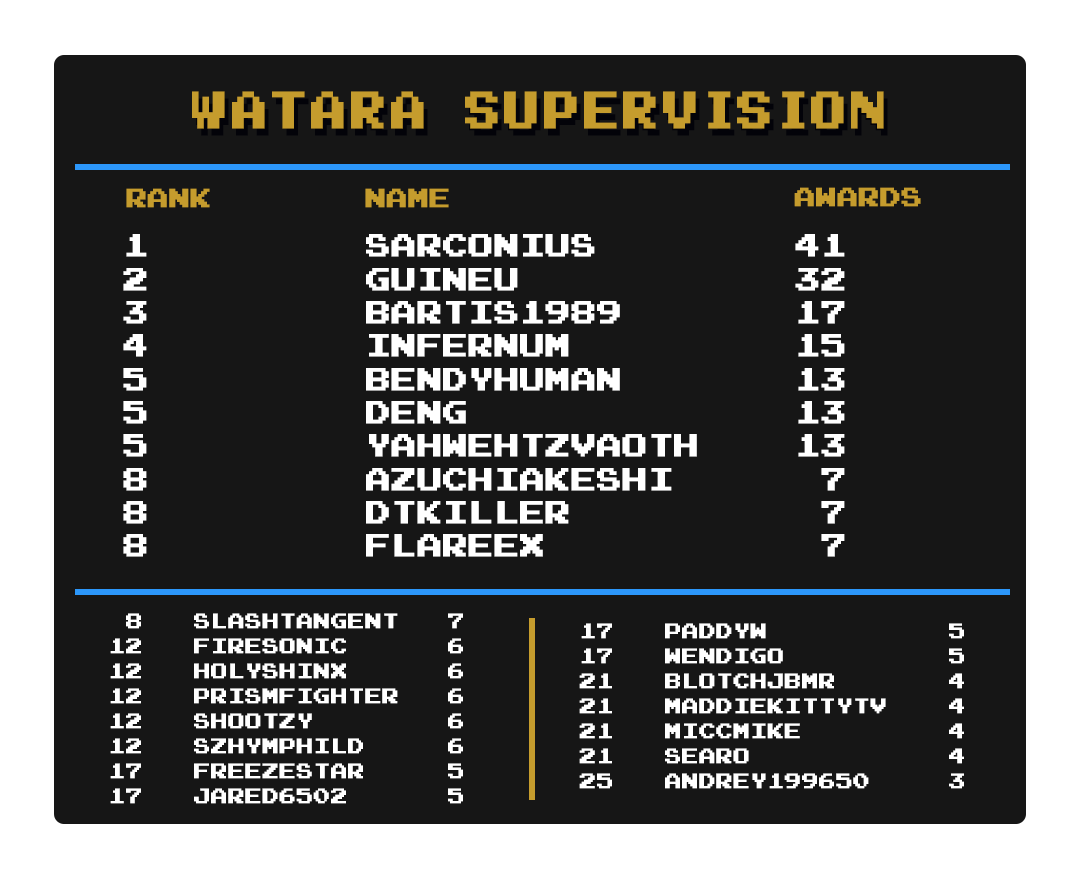 WATARA SUPERVISION
RANK NAME AWARDS
1 SARCONIUS 41
2 GUINEU 32
3 BARTIS1989 17
4 INFERNUM 15
5 BENDYHUMAN 13
5 DENG 13
5 YAHWEHTZVAOTH 13
8 AZUCHIAKESHI 7
8 DTKILLER 7
8 FLAREEX 7
8 SLASHTANGENT 7
12 FIRESONIC 6
12 HOLYSHINX 6
12 PRISMFIGHTER 6
12 SHOOTZY 6
12 SZHYMPHILD 6
17 FREEZESTAR 5
17 JARED6502 5
17 PADDYW 5
17 WENDIGO 5
21 BLOTCHJBMR 4
21 MADDIEKITTYTV 4
21 MICCMIKE 4
21 SEARO 4
25 ANDREY199650 3